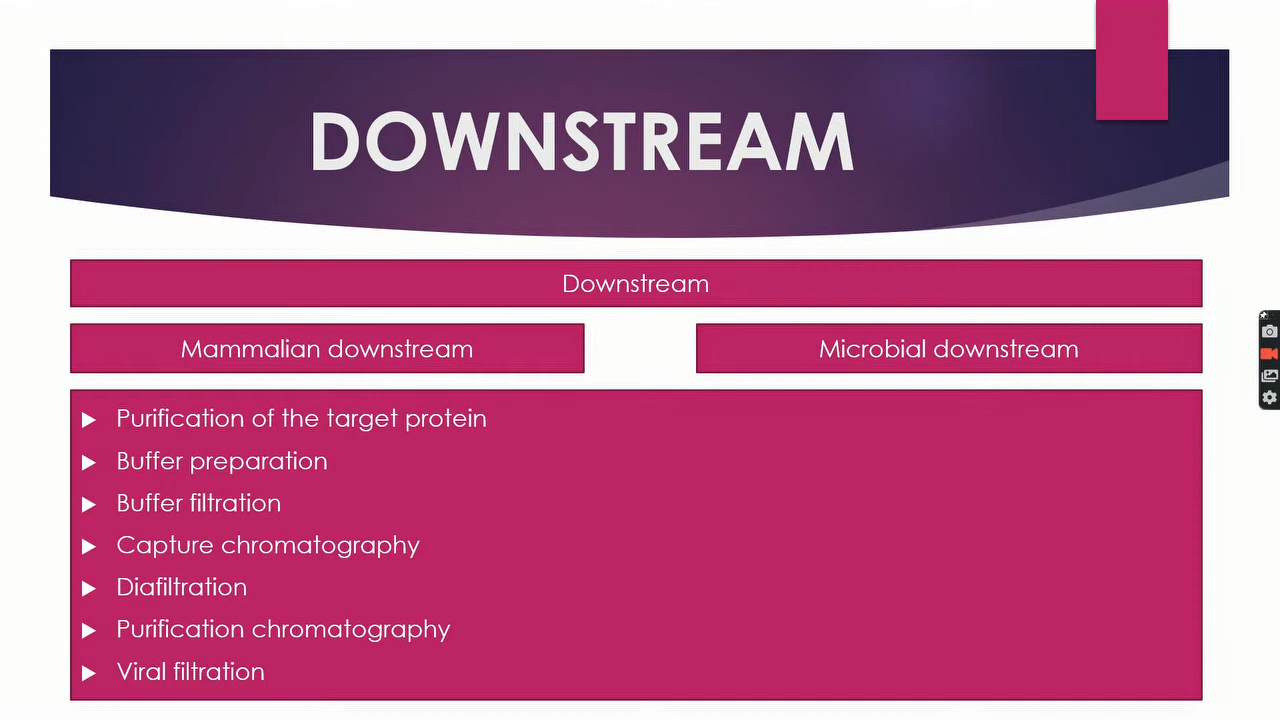 DOWNSTREAM
Downstream
Mammalian downstream
Microbial downstream
Purification of the target protein
Buffer preparation
Buffer filtration
Capture chromatography
Diafiltration
Purification chromatography
Viral filtration